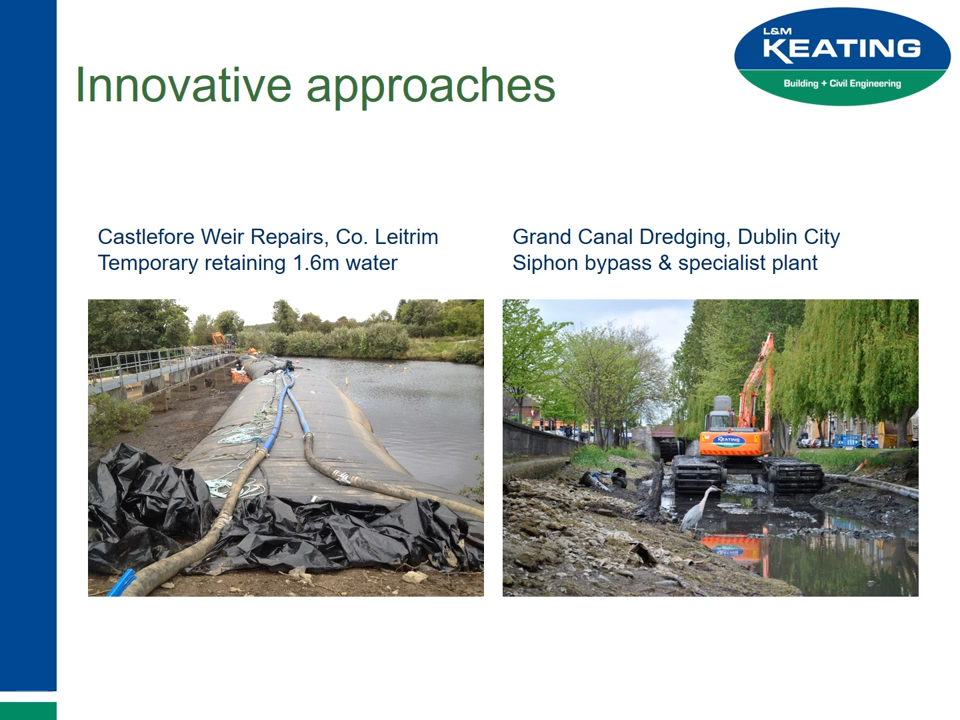 L&M
KEATING
Building + Civil Engineering
Innovative approaches
Castlefore Weir Repairs, Co. Leitrim
Temporary retaining 1.6m water
Grand Canal Dredging, Dublin City
Siphon bypass & specialist plant
KEATING